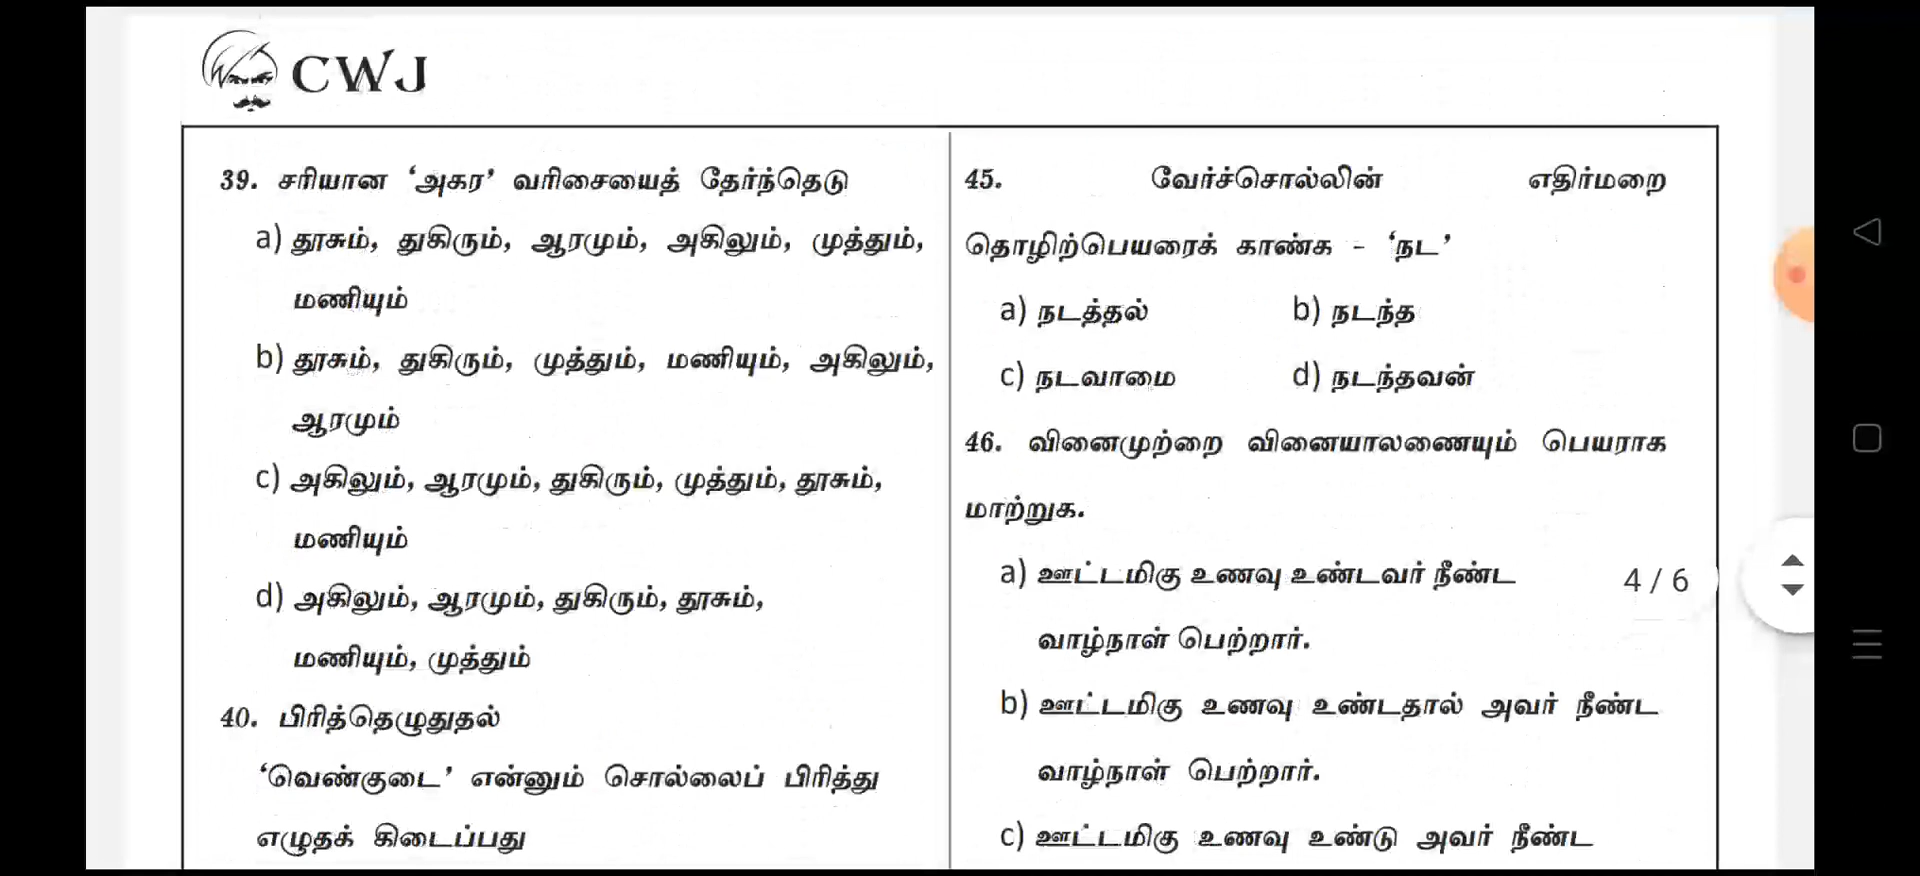 CWJ
39. சரியான ‘அகர’ வரிசையைத் தேர்ந்தெடு
a) தூசும், துகிரும், ஆரமும், அகிலும், முத்தும்,
மணியும்
b) தூசும், துகிரும், முத்தும், மணியும், அகிலும்,
ஆரமும்
c) அகிலும், ஆரமும், துகிரும், முத்தும், தூசும்,
மணியும்
d) அகிலும், ஆரமும், துகிரும், தூசும்,
மணியும், முத்தும்
40. பிரித்தெழுதுதல்
‘வெண்குடை’ என்னும் சொல்லைப் பிரித்து
எழுதக் கிடைப்பது
45. வேர்ச்சொல்லின் எதிர்மறை
தொழிற்பெயரைக் காண்க - ‘நட’
a) நடத்தல் b) நடந்த
c) நடவாமை d) நடந்தவன்
46. வினைமுற்றை வினையாலணையும் பெயராக
மாற்றுக.
a) ஊட்டமிகு உணவு உண்டவர் நீண்ட
வாழ்நாள் பெற்றார்.
b) ஊட்டமிகு உணவு உண்டதால் அவர் நீண்ட
வாழ்நாள் பெற்றார்.
c) ஊட்டமிகு உணவு உண்டு அவர் நீண்ட
4 / 6